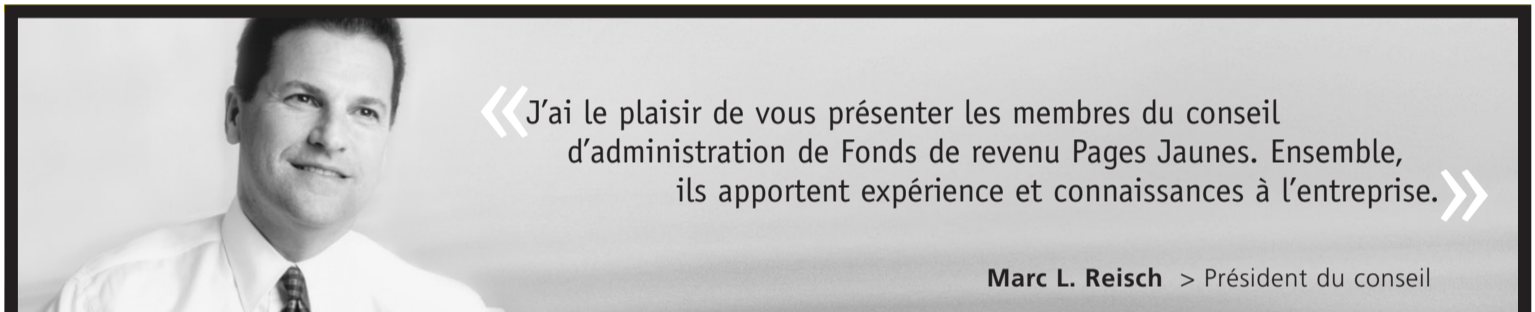 «J’ai le plaisir de vous présenter les membres du conseil
d’administration de Fonds de revenu Pages Jaunes. Ensemble,
ils apportent expérience et connaissances à l’entreprise.»
Marc L. Reisch > Président du conseil